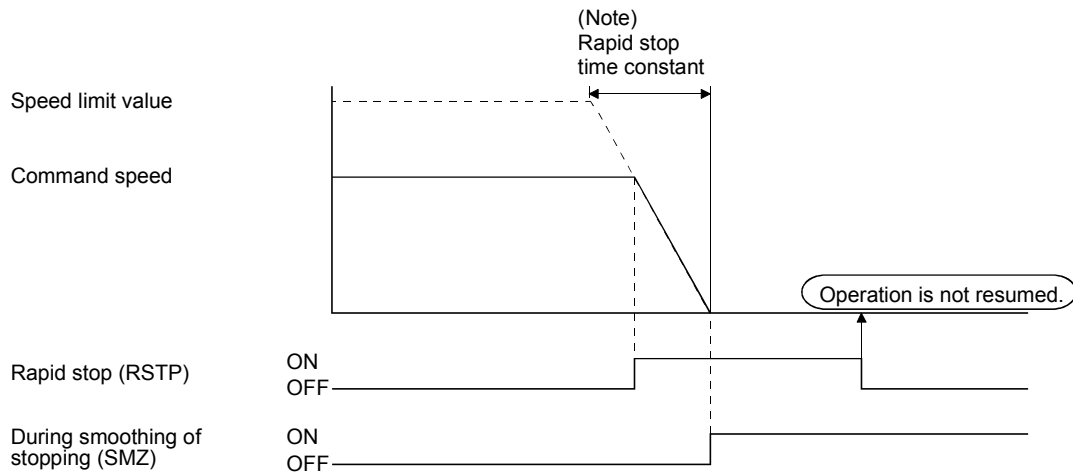 (Note)
Rapid stop
time constant
Speed limit value
Command speed
Operation is not resumed.
Rapid stop (RSTP)
ON
OFF
During smoothing of
stopping (SMZ)
ON
OFF